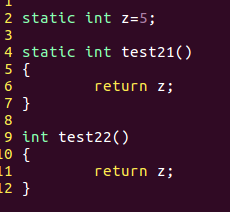 1
2 static int z=5;
3
4 static int test21()
5 {
6         return z;
7 }
8
9 int test22()
10 {
11         return z;
12 }